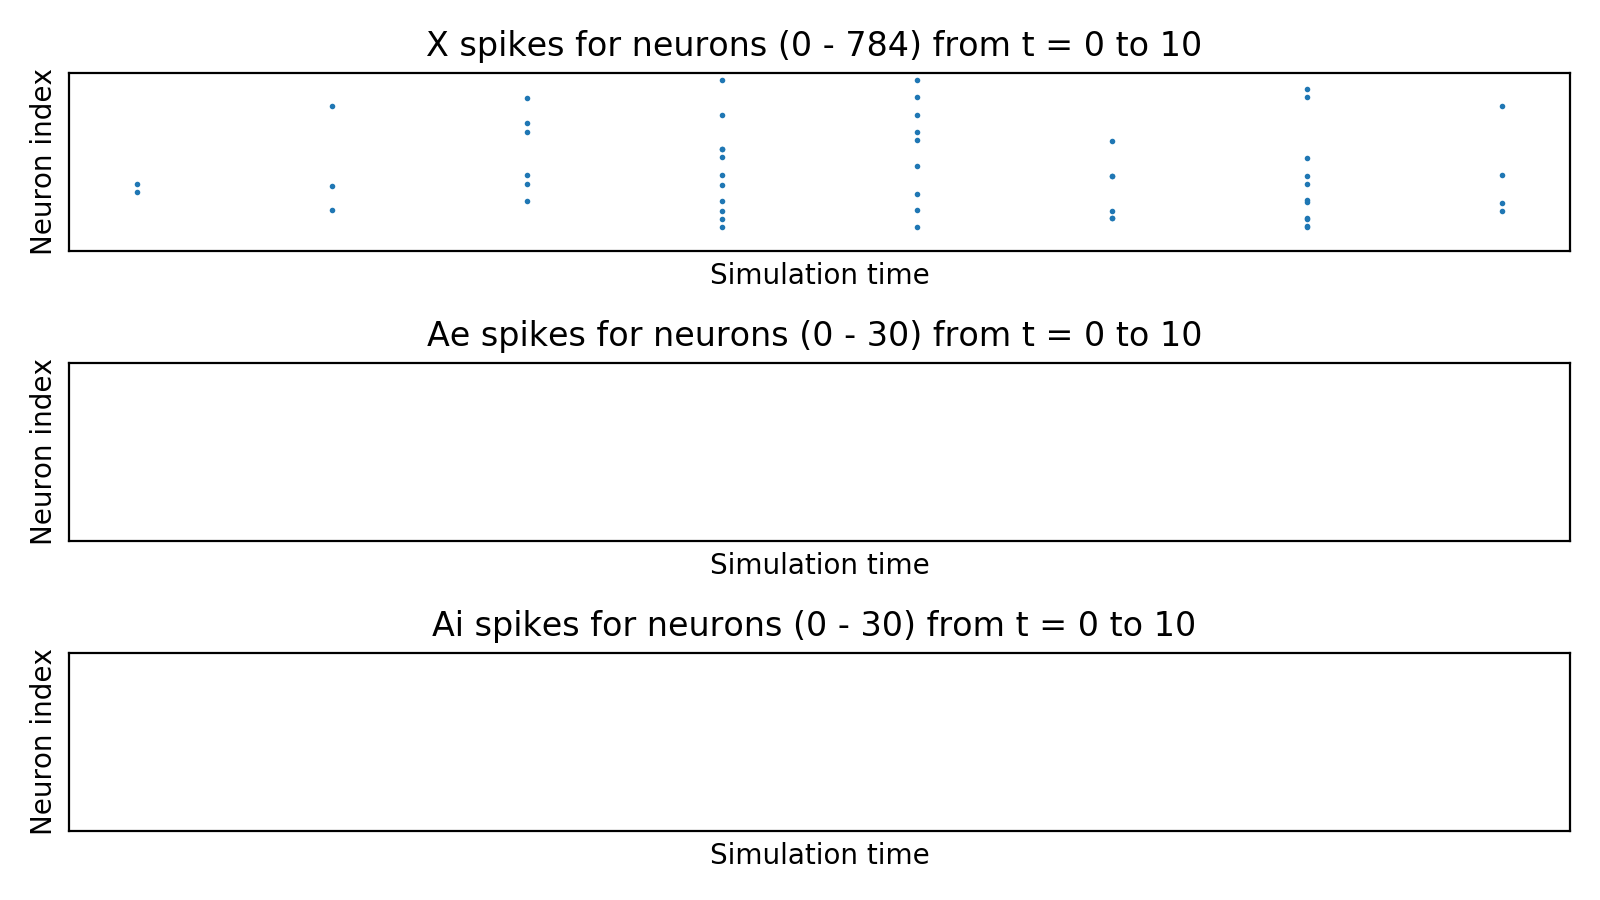 X spikes for neurons (0 - 784) from t = 0 to 10
Neuron index
Simulation time
Ae spikes for neurons (0 - 30) from t = 0 to 10
Neuron index
Simulation time
Ai spikes for neurons (0 - 30) from t = 0 to 10
Neuron index
Simulation time